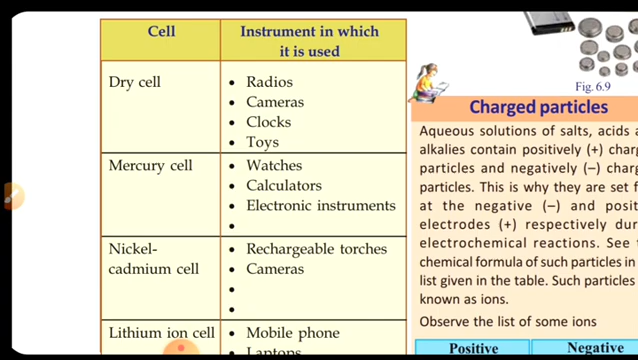 Cell
Instrument in which
it is used
Dry cell
• Radios
• Cameras
• Clocks
• Toys
Mercury cell
• Watches
• Calculators
• Electronic instruments
•
Nickel-
cadmium cell
• Rechargeable torches
• Cameras
•
•
Lithium ion cell
• Mobile phone
• Laptops
Fig. 6.9
Charged particles
Aqueous solutions of salts, acids
alkalies contain positively (+)
particles and negatively (–)
particles. This is why they are set
at the negative (–) and
electrodes (+) respectively
electrochemical reactions. See
chemical formula of such particles in
list given in the table. Such particles
known as ions.
Observe the list of some ions
Positive
Negative